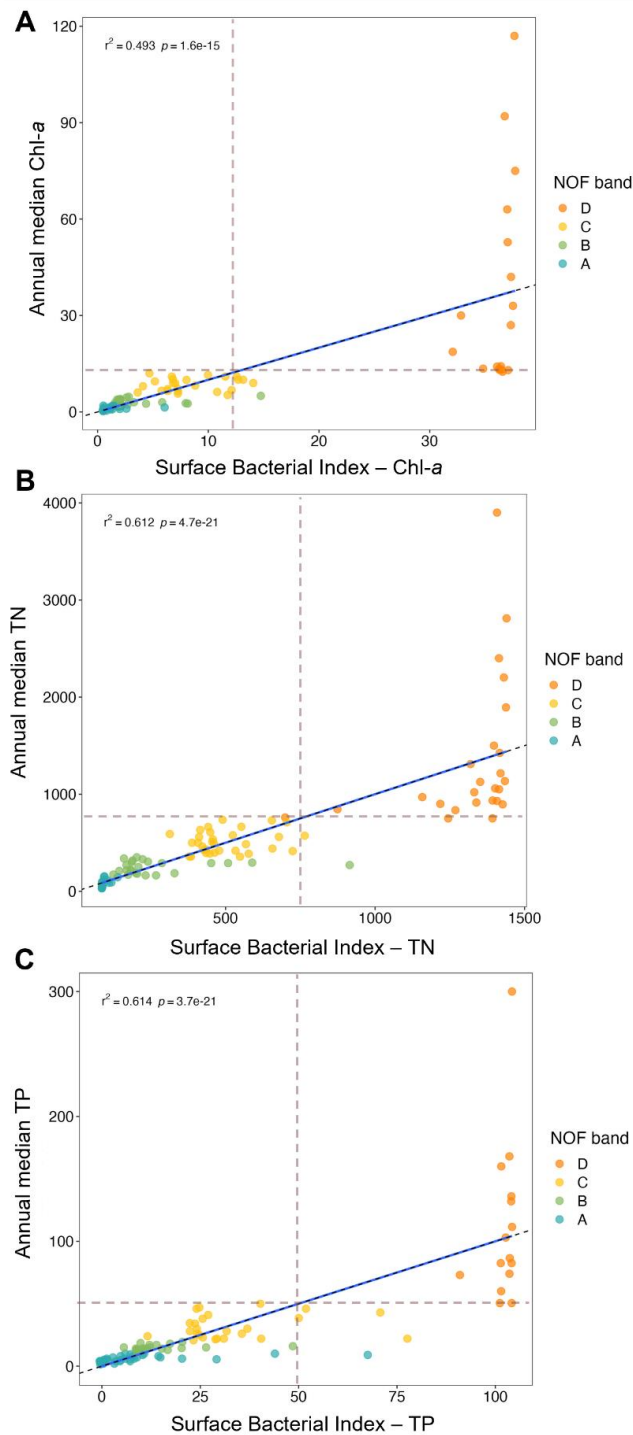 A
r² = 0.493 p = 1.6e-15
120
90
60
30
0
Annual median Chl-a
0 10 20 30
Surface Bacterial Index – Chl-a
NOF band
D
C
B
A
B
r² = 0.612 p = 4.7e-21
4000
3000
2000
1000
0
Annual median TN
500 1000 1500
Surface Bacterial Index – TN
NOF band
D
C
B
A
C
r² = 0.614 p = 3.7e-21
300
200
100
0
Annual median TP
0 25 50 75 100
Surface Bacterial Index – TP
NOF band
D
C
B
A